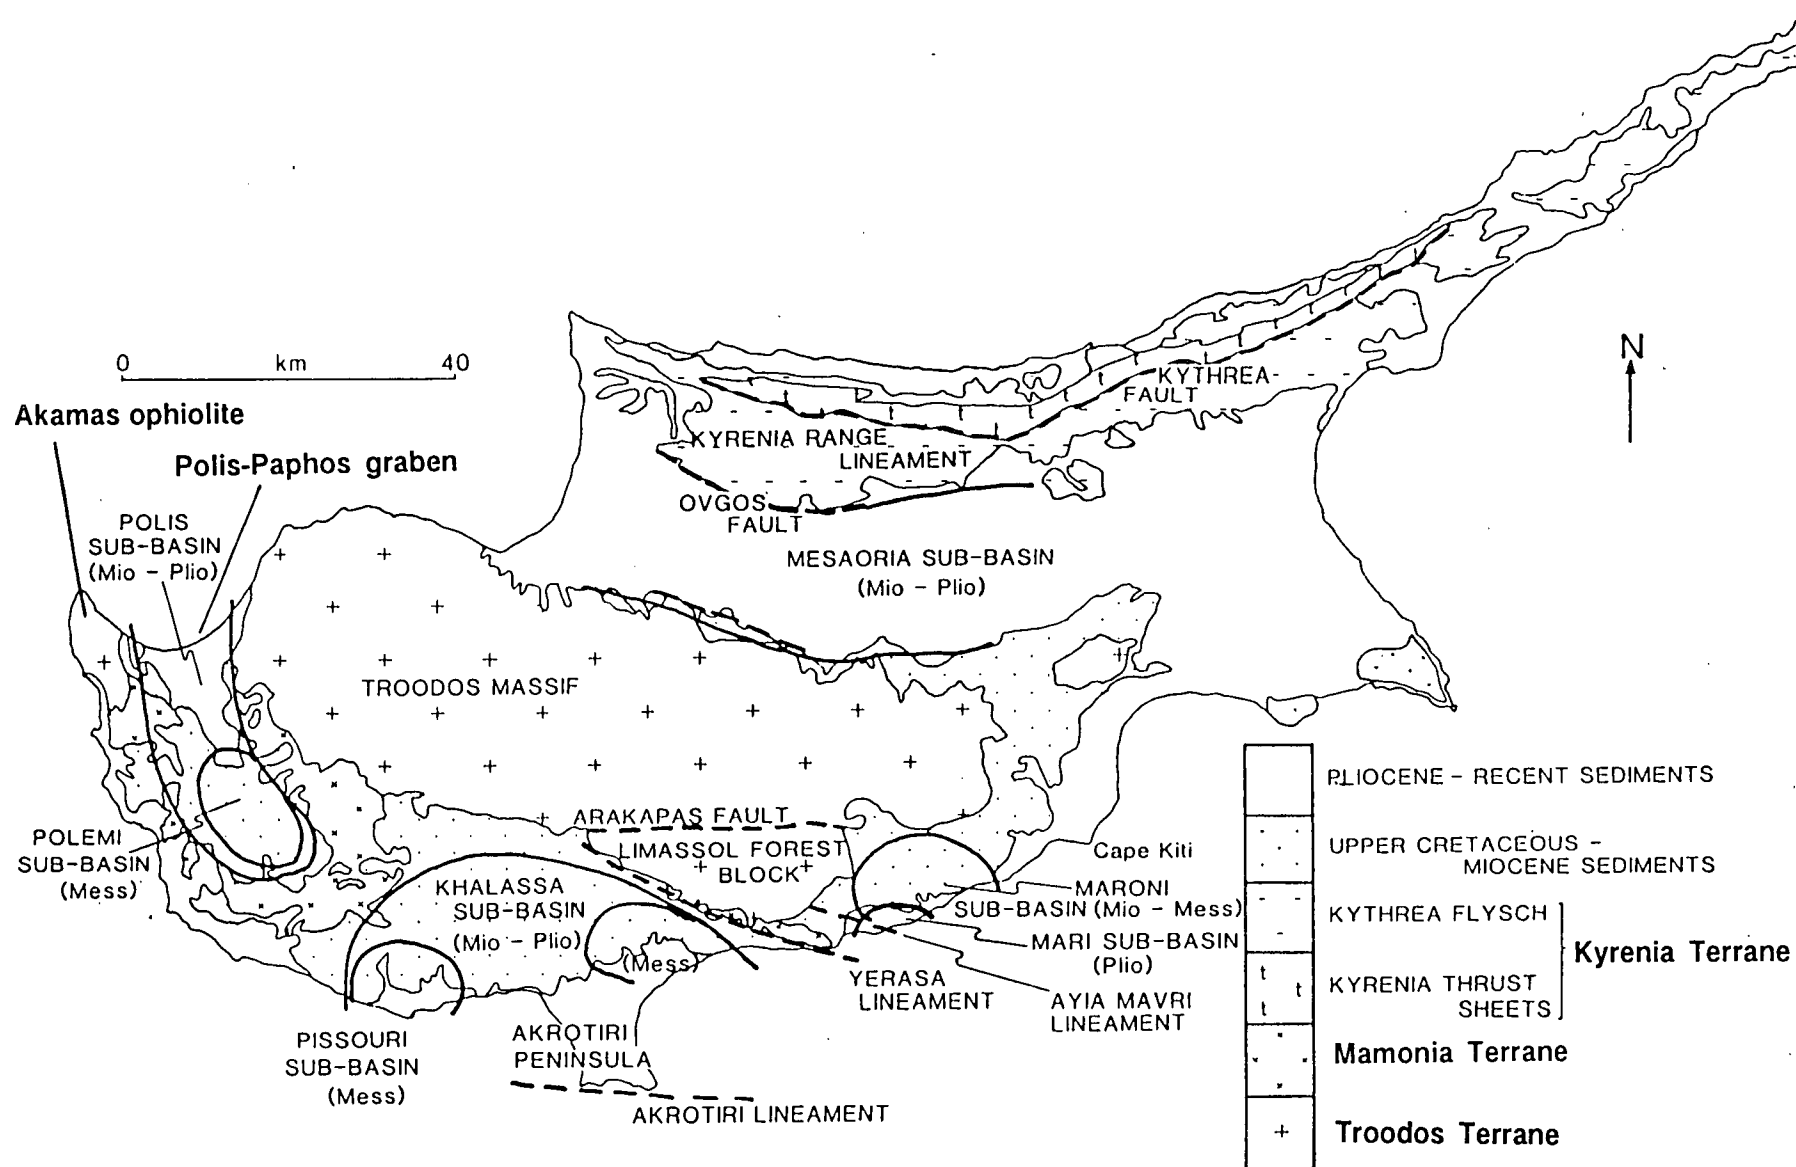 0 km 40
N
Akamas ophiolite
Polis-Paphos graben
POLIS
SUB-BASIN
(Mio - Plio)
KYTHREA
FAULT
KYRENIA RANGE
LINEAMENT
OVGOS
FAULT
MESAORIA SUB-BASIN
(Mio - Plio)
TROODOS MASSIF
POLEMI
SUB-BASIN
(Mess)
ARAKAPAS FAULT
LIMASSOL FOREST
BLOCK
KHALASSA
SUB-BASIN
(Mio - Plio)
(Mess)
Cape Kiti
MARONI
SUB-BASIN (Mio - Mess)
MARI SUB-BASIN
(Plio)
YERASA
LINEAMENT
AYIA MAVRI
LINEAMENT
PISSOURI
SUB-BASIN
(Mess)
AKROTIRI
PENINSULA
AKROTIRI LINEAMENT
PLIOCENE - RECENT SEDIMENTS
UPPER CRETACEOUS -
MIOCENE SEDIMENTS
KYTHREA FLYSCH
KYRENIA THRUST
SHEETS
Kyrenia Terrane
Mamonia Terrane
Troodos Terrane